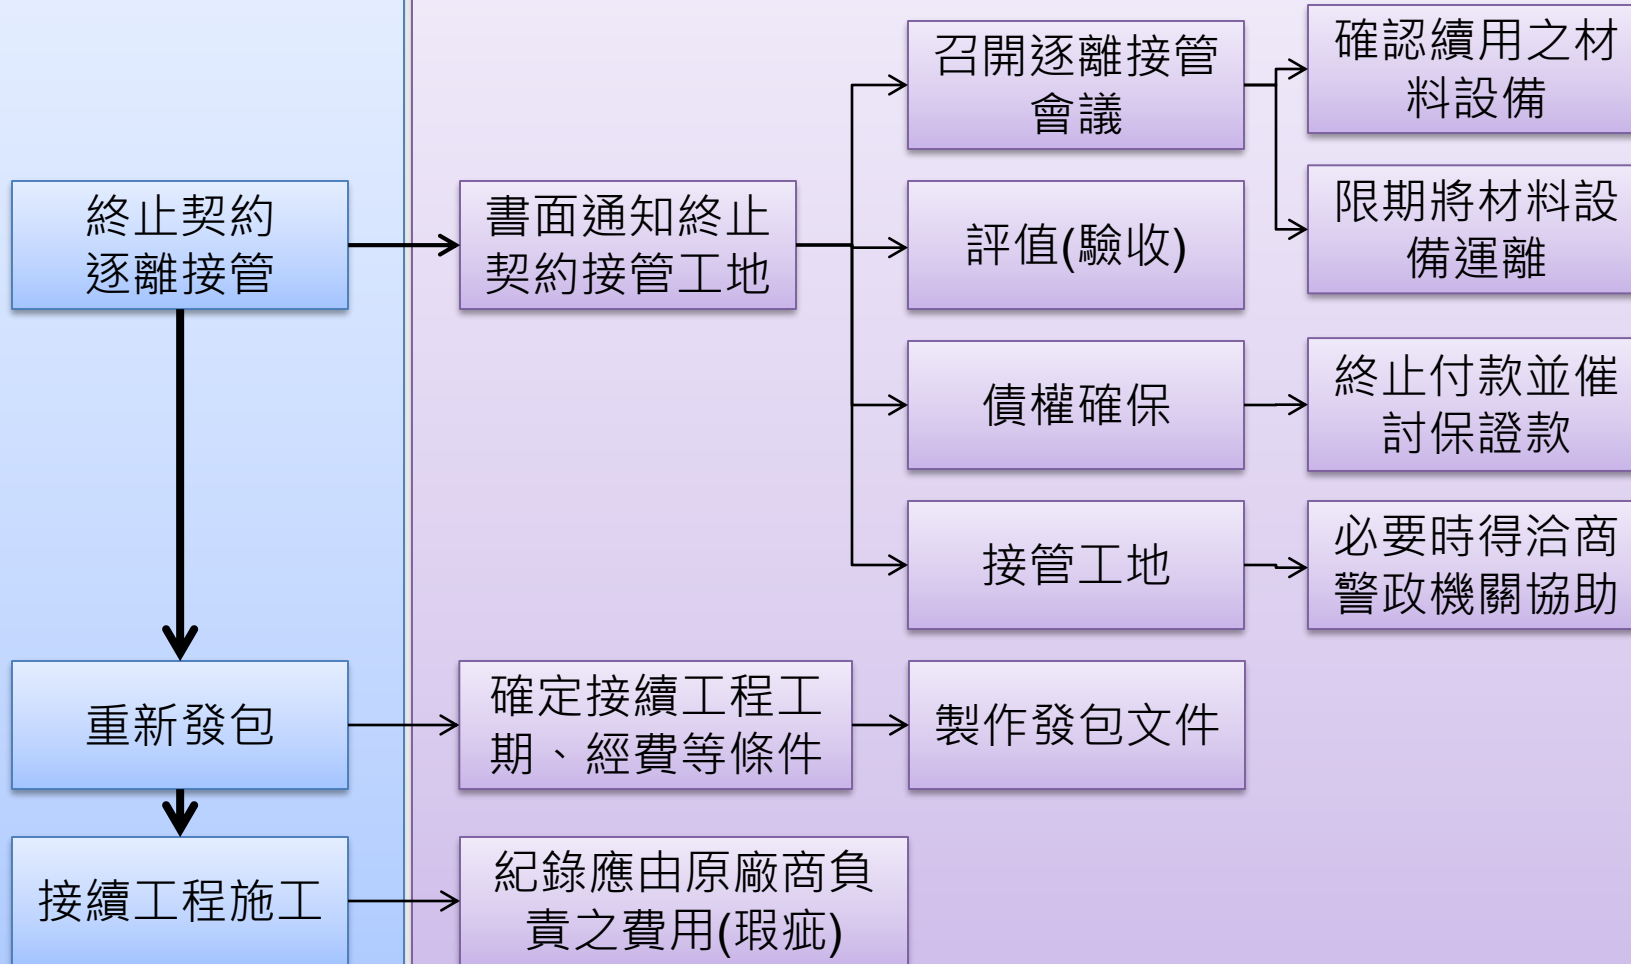 終止契約
逐離接管
書面通知終止
契約接管工地
召開逐離接管
會議
確認續用之材
料設備
限期將材料設
備運離
評值(驗收)
債權確保
終止付款並催
討保證款
接管工地
必要時得洽商
警政機關協助
重新發包
確定接續工程工
期、經費等條件
製作發包文件
接續工程施工
紀錄應由原廠商負
責之費用(瑕疵)